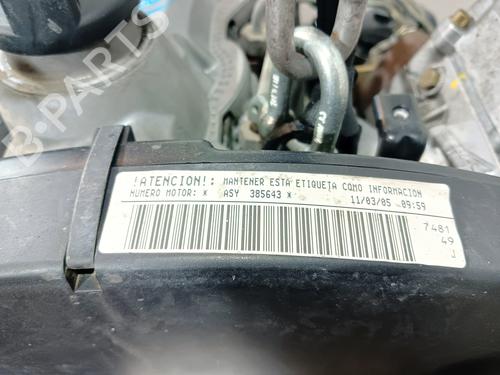 B-PARTS
!ATENCION!: MANTENER ESTA ETIQUETA COMO INFORMACION
NUMERO MOTOR: * ASY 385643 * 11/03/05 09:59
7481
49
J